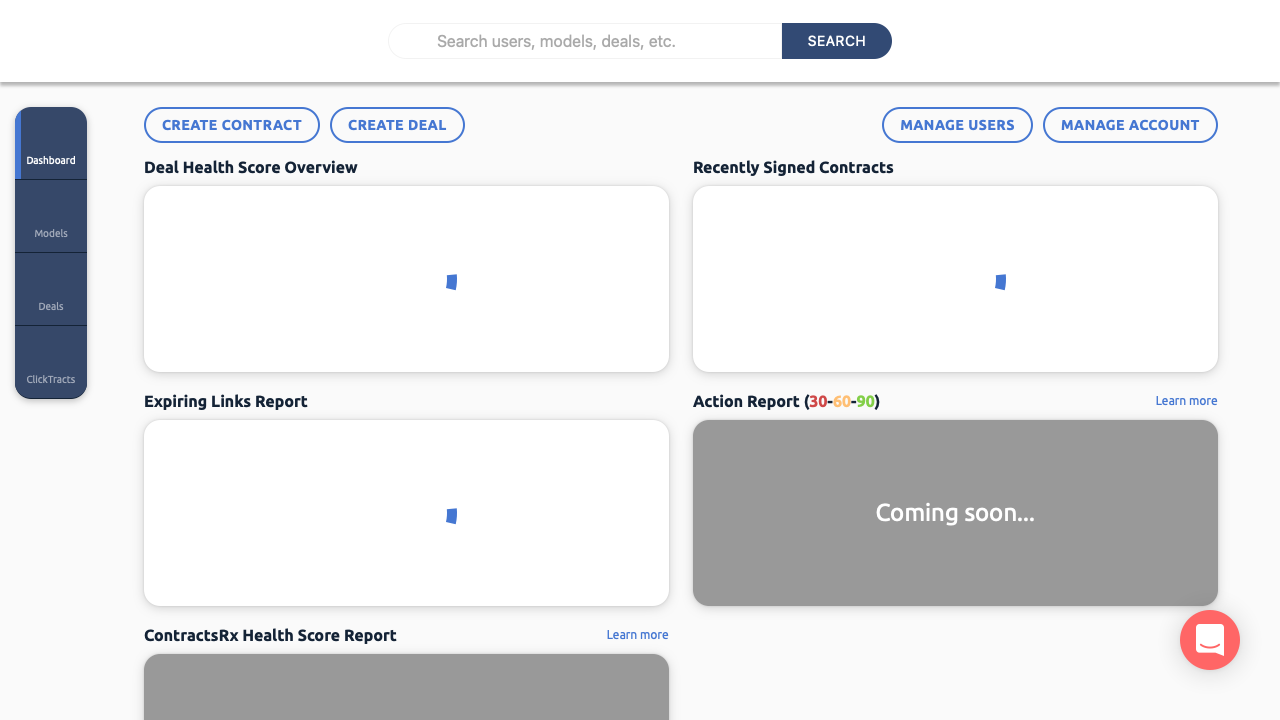 Search users, models, deals, etc.
SEARCH
Dashboard
Models
Deals
ClickTracts
CREATE CONTRACT
CREATE DEAL
MANAGE USERS
MANAGE ACCOUNT
Deal Health Score Overview
Recently Signed Contracts
Expiring Links Report
Action Report (30-60-90)
Learn more
Coming soon...
ContractsRx Health Score Report
Learn more